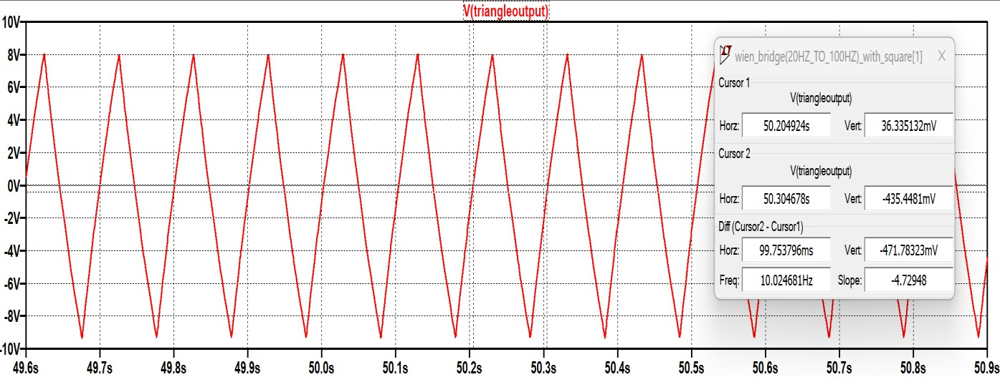 V(triangleoutput)
10V
8V
6V
4V
2V
0V
-2V
-4V
-6V
-8V
-10V
49.6s 49.7s 49.8s 49.9s 50.0s 50.1s 50.2s 50.3s 50.4s 50.5s 50.6s 50.7s 50.8s 50.9s
wien_bridge(20HZ_TO_100HZ)_with_square[1] X
Cursor 1
V(triangleoutput)
Horz: 50.204924s Vert: 36.335132mV
Cursor 2
V(triangleoutput)
Horz: 50.304678s Vert: -435.4481mV
Diff (Cursor2 - Cursor1)
Horz: 99.753796ms Vert: -471.78323mV
Freq: 10.024681Hz Slope: -4.72948